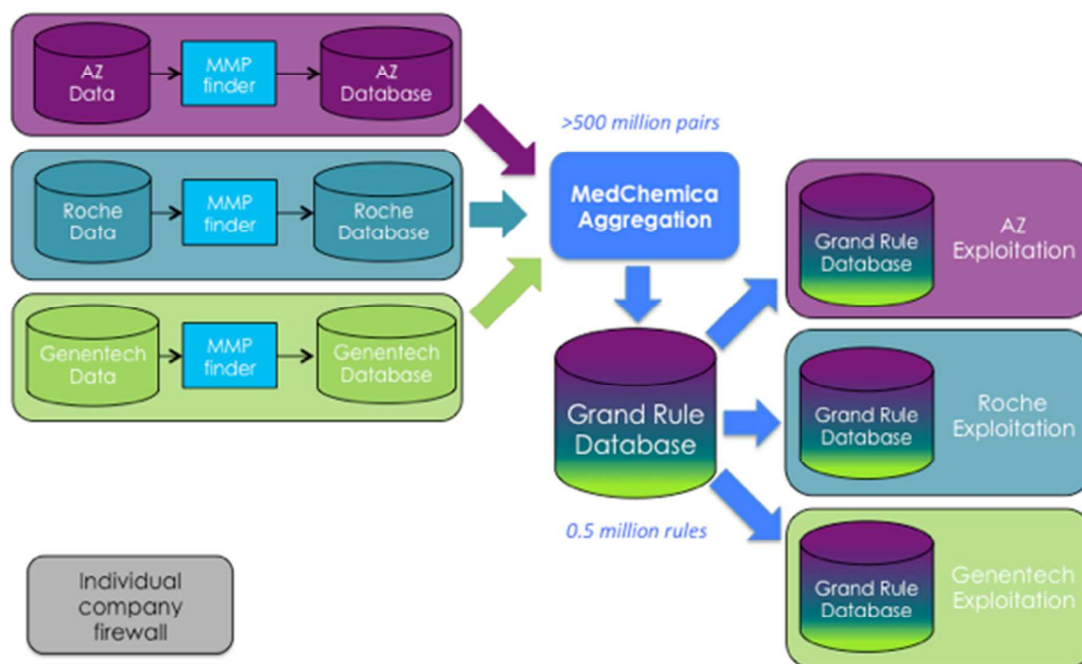 AZ
Data
MMP
finder
AZ
Database
Roche
Data
MMP
finder
Roche
Database
Genentech
Data
MMP
finder
Genentech
Database
>500 million pairs
MedChemica
Aggregation
Grand Rule
Database
0.5 million rules
Grand Rule
Database
AZ
Exploitation
Grand Rule
Database
Roche
Exploitation
Grand Rule
Database
Genentech
Exploitation
Individual
company
firewall